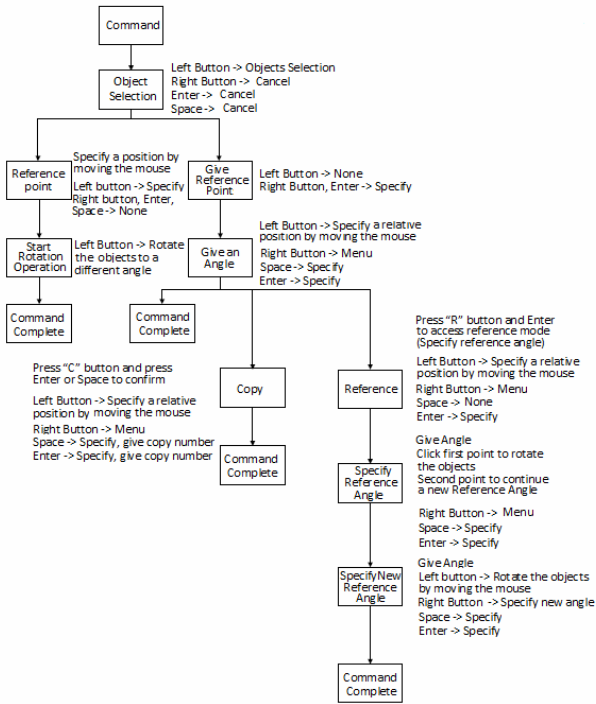 Command
Object
Selection
Left Button -> Objects Selection
Right Button -> Cancel
Enter -> Cancel
Space -> Cancel
Reference
point
Specify a position by
moving the mouse
Left button -> Specify
Right button, Enter,
Space -> None
Give
Reference
Point
Left Button -> None
Right Button, Enter -> Specify
Start
Rotation
Operation
Left Button -> Rotate
the objects to a
different angle
Give an
Angle
Left Button -> Specify a relative
position by moving the mouse
Right Button -> Menu
Space -> Specify
Enter -> Specify
Command
Complete
Command
Complete
Press "C" button and press
Enter or Space to confirm
Left Button -> Specify a relative
position by moving the mouse
Right Button -> Menu
Space -> Specify, give copy number
Enter -> Specify, give copy number
Copy
Command
Complete
Press "R" button and Enter
to access reference mode
(Specify reference angle)
Left Button -> Specify a relative
position by moving the mouse
Right Button -> Menu
Space -> None
Enter -> Specify
Reference
Give Angle
Click first point to rotate
the objects
Second point to continue
a new Reference Angle
Right Button -> Menu
Space -> Specify
Enter -> Specify
Specify
Reference
Angle
Give Angle
Left button -> Rotate the objects
by moving the mouse
Right Button -> Specify new angle
Space -> Specify
Enter -> Specify
Specify New
Reference
Angle
Command
Complete